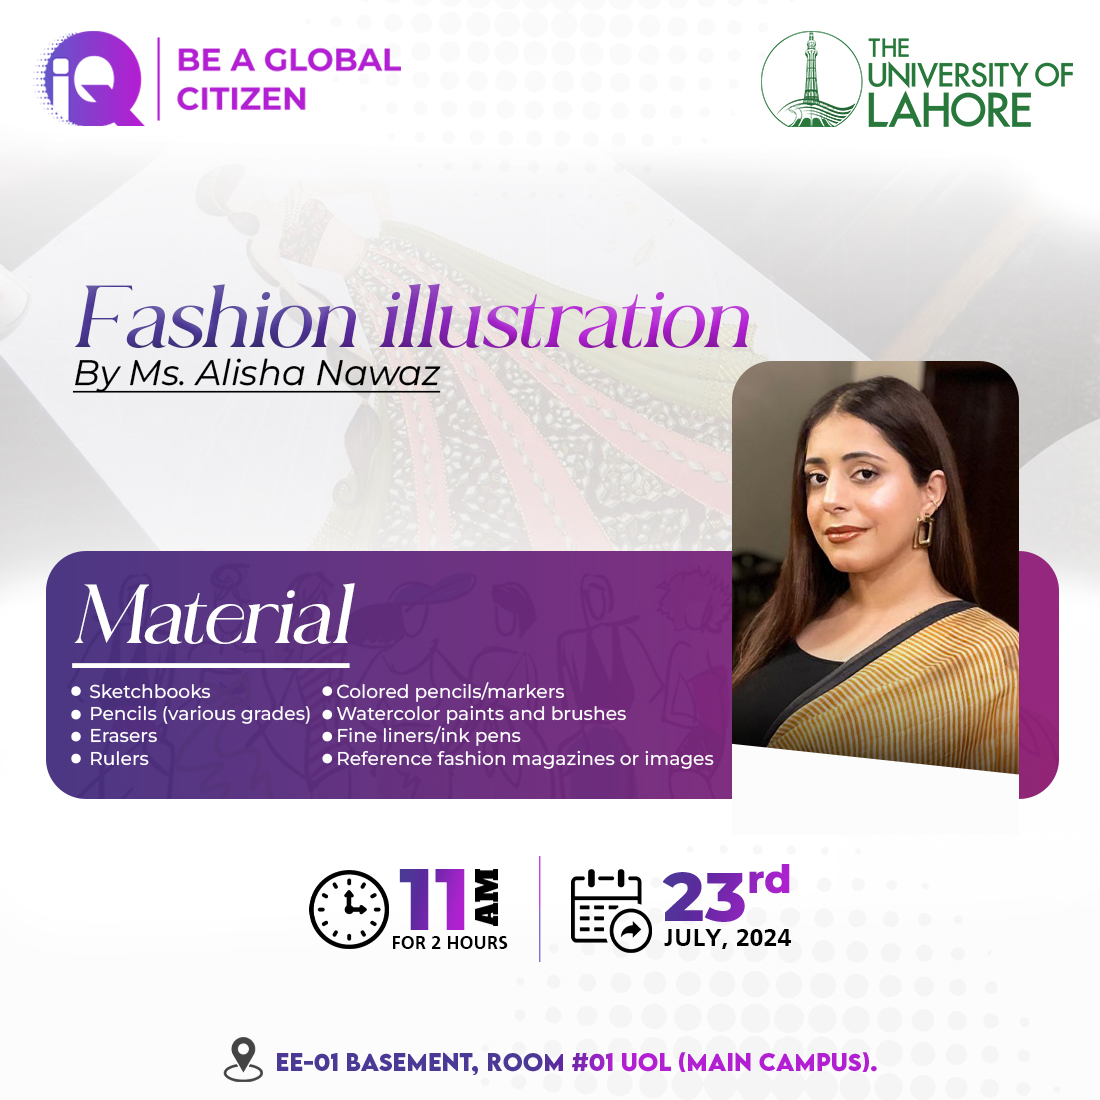 iQ
BE A GLOBAL
CITIZEN
THE
UNIVERSITY OF
LAHORE
Fashion illustration
By Ms. Alisha Nawaz
Material
Sketchbooks
Pencils (various grades)
Erasers
Rulers
Colored pencils/markers
Watercolor paints and brushes
Fine liners/ink pens
Reference fashion magazines or images
11 AM
FOR 2 HOURS
23rd
JULY, 2024
EE-01 BASEMENT, ROOM #01 UOL (MAIN CAMPUS).